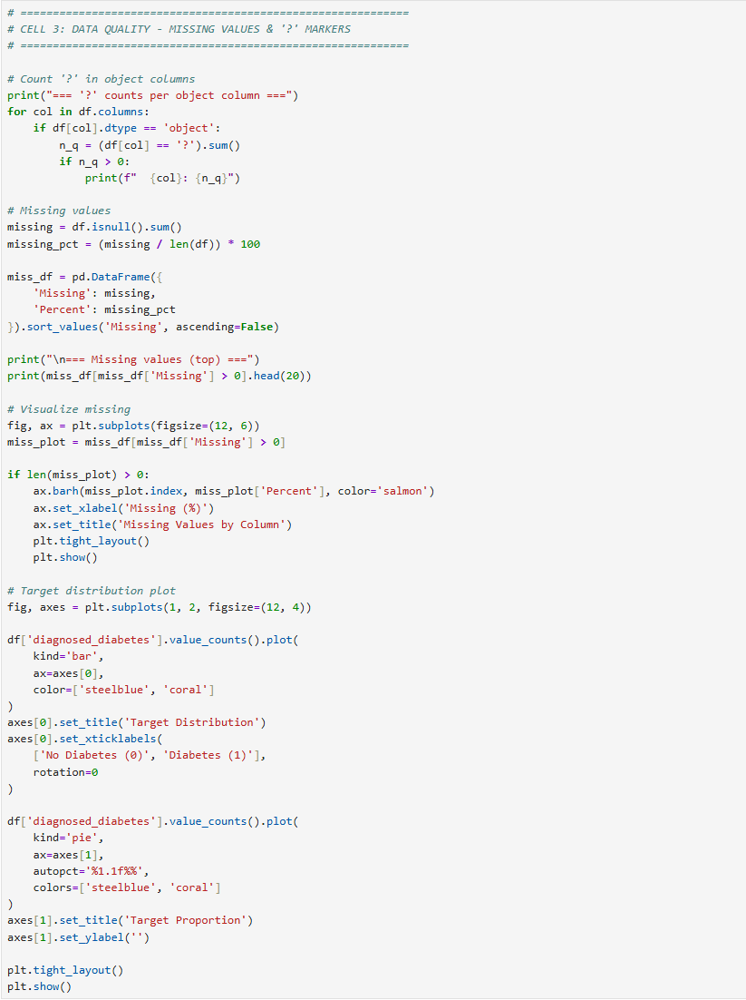 # ============================================================
# CELL 3: DATA QUALITY - MISSING VALUES & '?' MARKERS
# ============================================================

# Count '?' in object columns
print("=== '?' counts per object column ===")
for col in df.columns:
    if df[col].dtype == 'object':
        n_q = (df[col] == '?').sum()
        if n_q > 0:
            print(f"  {col}: {n_q}")

# Missing values
missing = df.isnull().sum()
missing_pct = (missing / len(df)) * 100

miss_df = pd.DataFrame({
    'Missing': missing,
    'Percent': missing_pct
}).sort_values('Missing', ascending=False)

print("\n=== Missing values (top) ===")
print(miss_df[miss_df['Missing'] > 0].head(20))

# Visualize missing
fig, ax = plt.subplots(figsize=(12, 6))
miss_plot = miss_df[miss_df['Missing'] > 0]

if len(miss_plot) > 0:
    ax.barh(miss_plot.index, miss_plot['Percent'], color='salmon')
    ax.set_xlabel('Missing (%)')
    ax.set_title('Missing Values by Column')
    plt.tight_layout()
    plt.show()

# Target distribution plot
fig, axes = plt.subplots(1, 2, figsize=(12, 4))

df['diagnosed_diabetes'].value_counts().plot(
    kind='bar',
    ax=axes[0],
    color=['steelblue', 'coral']
)
axes[0].set_title('Target Distribution')
axes[0].set_xticklabels(
    ['No Diabetes (0)', 'Diabetes (1)'],
    rotation=0
)

df['diagnosed_diabetes'].value_counts().plot(
    kind='pie',
    ax=axes[1],
    autopct='%1.1f%%',
    colors=['steelblue', 'coral']
)
axes[1].set_title('Target Proportion')
axes[1].set_ylabel('')

plt.tight_layout()
plt.show()